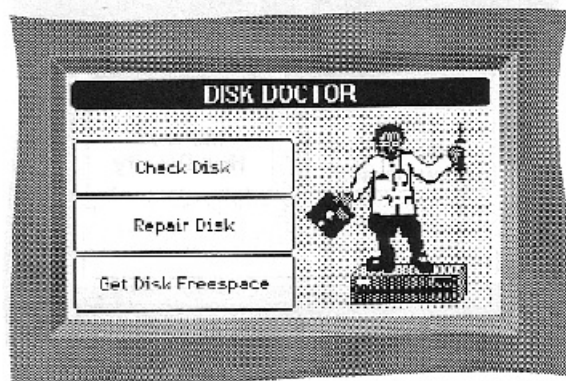 DISK DOCTOR
Check Disk
Repair Disk
Get Disk Freespace